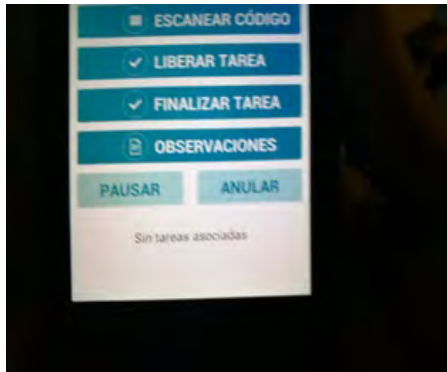 ESCANEAR CÓDIGO
LIBERAR TAREA
FINALIZAR TAREA
OBSERVACIONES
PAUSAR ANULAR
Sin tareas asociadas